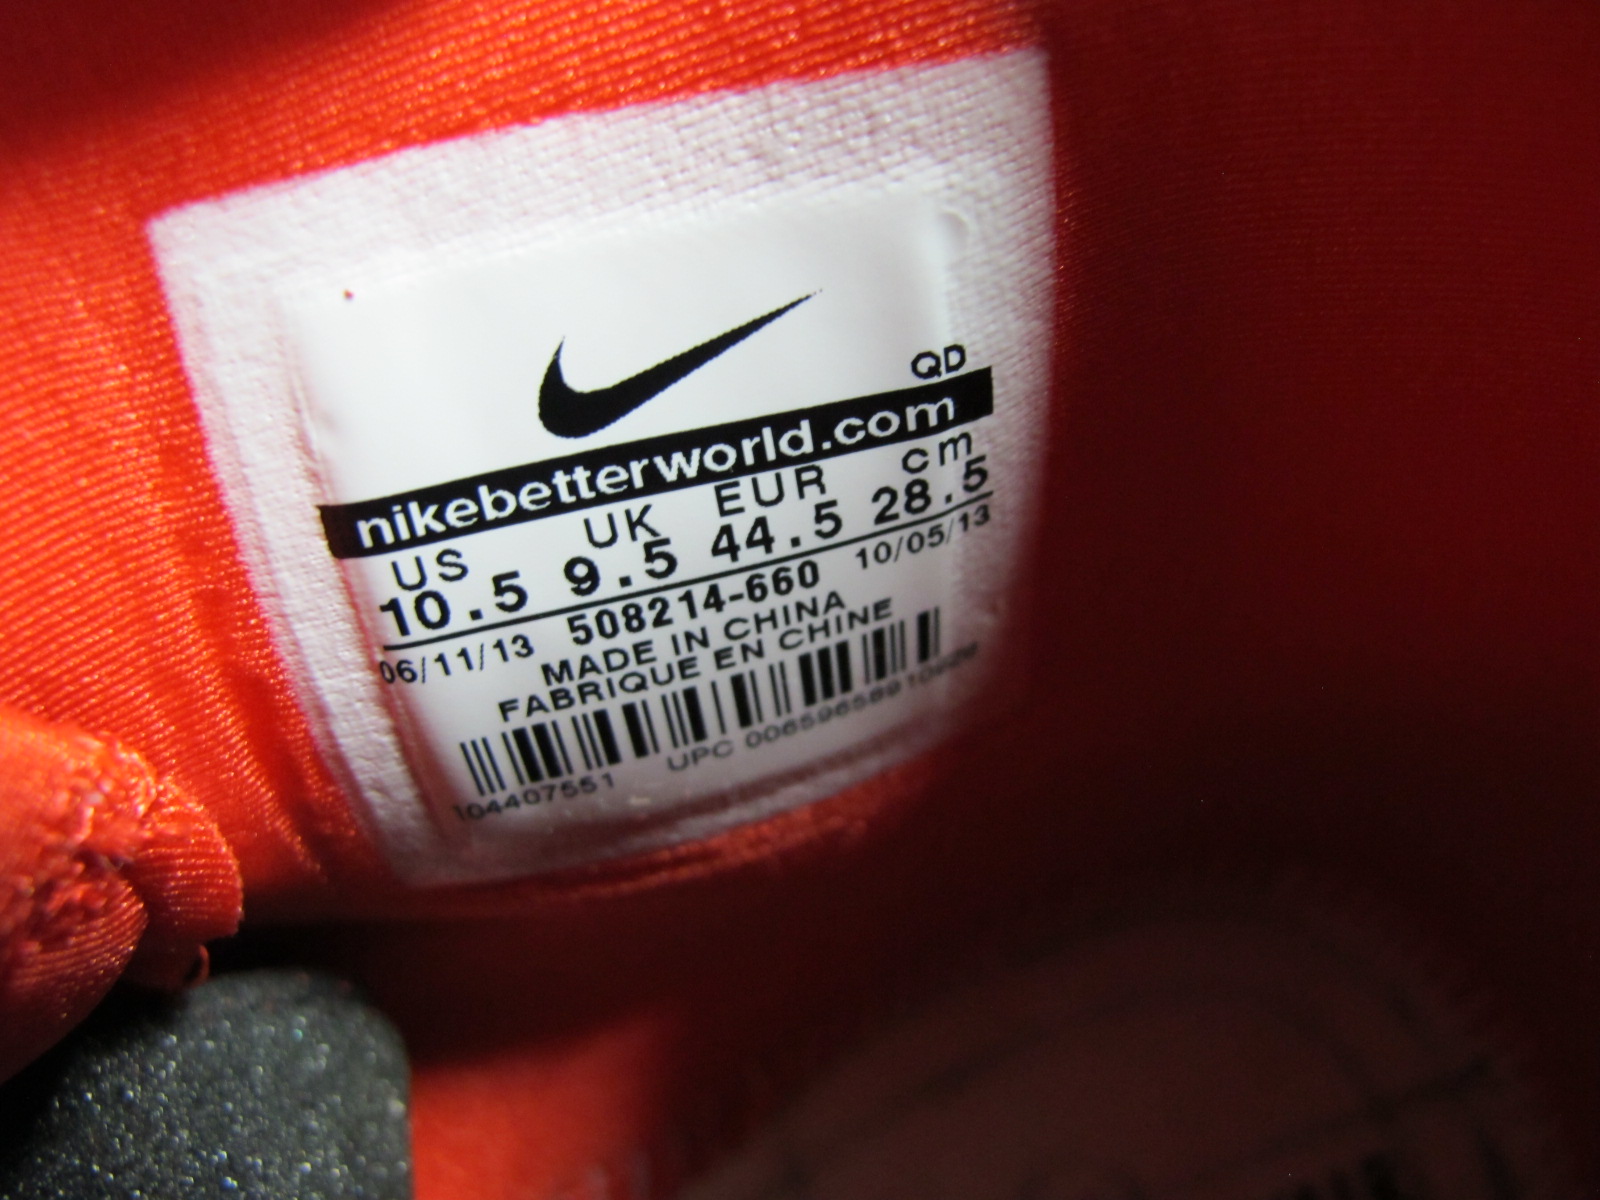 QD
nikebetterworld.com
US UK EUR cm
10.5 9.5 44.5 28.5
06/11/13 508214-660 10/05/13
MADE IN CHINA
FABRIQUE EN CHINE
104407551 UPC